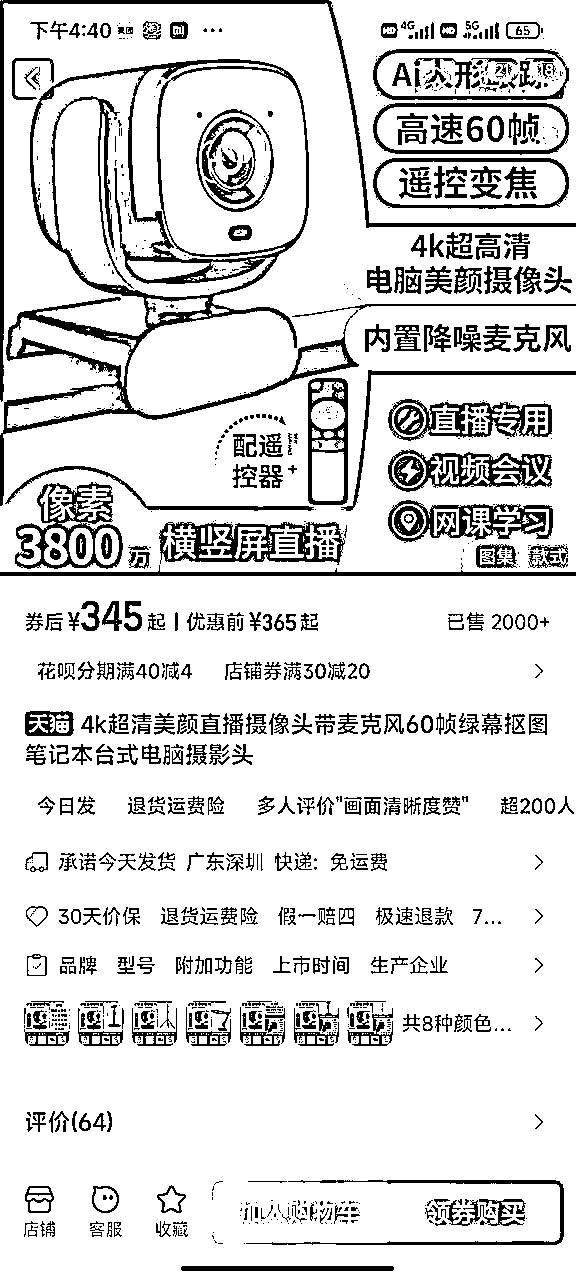 下午4:40
4G
5G
65
高速60帧
遥控变焦
4k超高清
电脑美颜摄像头
内置降噪麦克风
配遥
控器+
直播专用
视频会议
网课学习
像素
3800万
横竖屏直播
图集 款式
券后 ¥345起 优惠前 ¥365起
已售 2000+
花呗分期满40减4 店铺券满30减20
天猫 4k超清美颜直播摄像头带麦克风60帧绿幕抠图
笔记本台式电脑摄影头
今日发 退货运费险 多人评价"画面清晰度赞" 超200人
承诺今天发货 广东深圳 快递: 免运费
30天价保 退货运费险 假一赔四 极速退款 7...
品牌 型号 附加功能 上市时间 生产企业
共8种颜色...
评价(64)
店铺 客服 收藏 加入购物车 领券购买